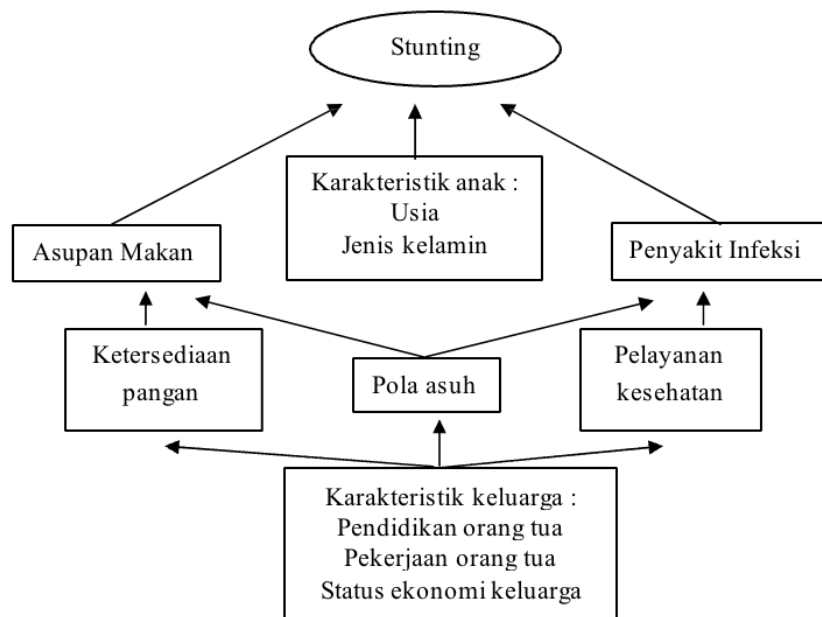 Stunting
Karakteristik anak :
Usia
Jenis kelamin
Asupan Makan
Penyakit Infeksi
Ketersediaan
pangan
Pola asuh
Pelayanan
kesehatan
Karakteristik keluarga :
Pendidikan orang tua
Pekerjaan orang tua
Status ekonomi keluarga